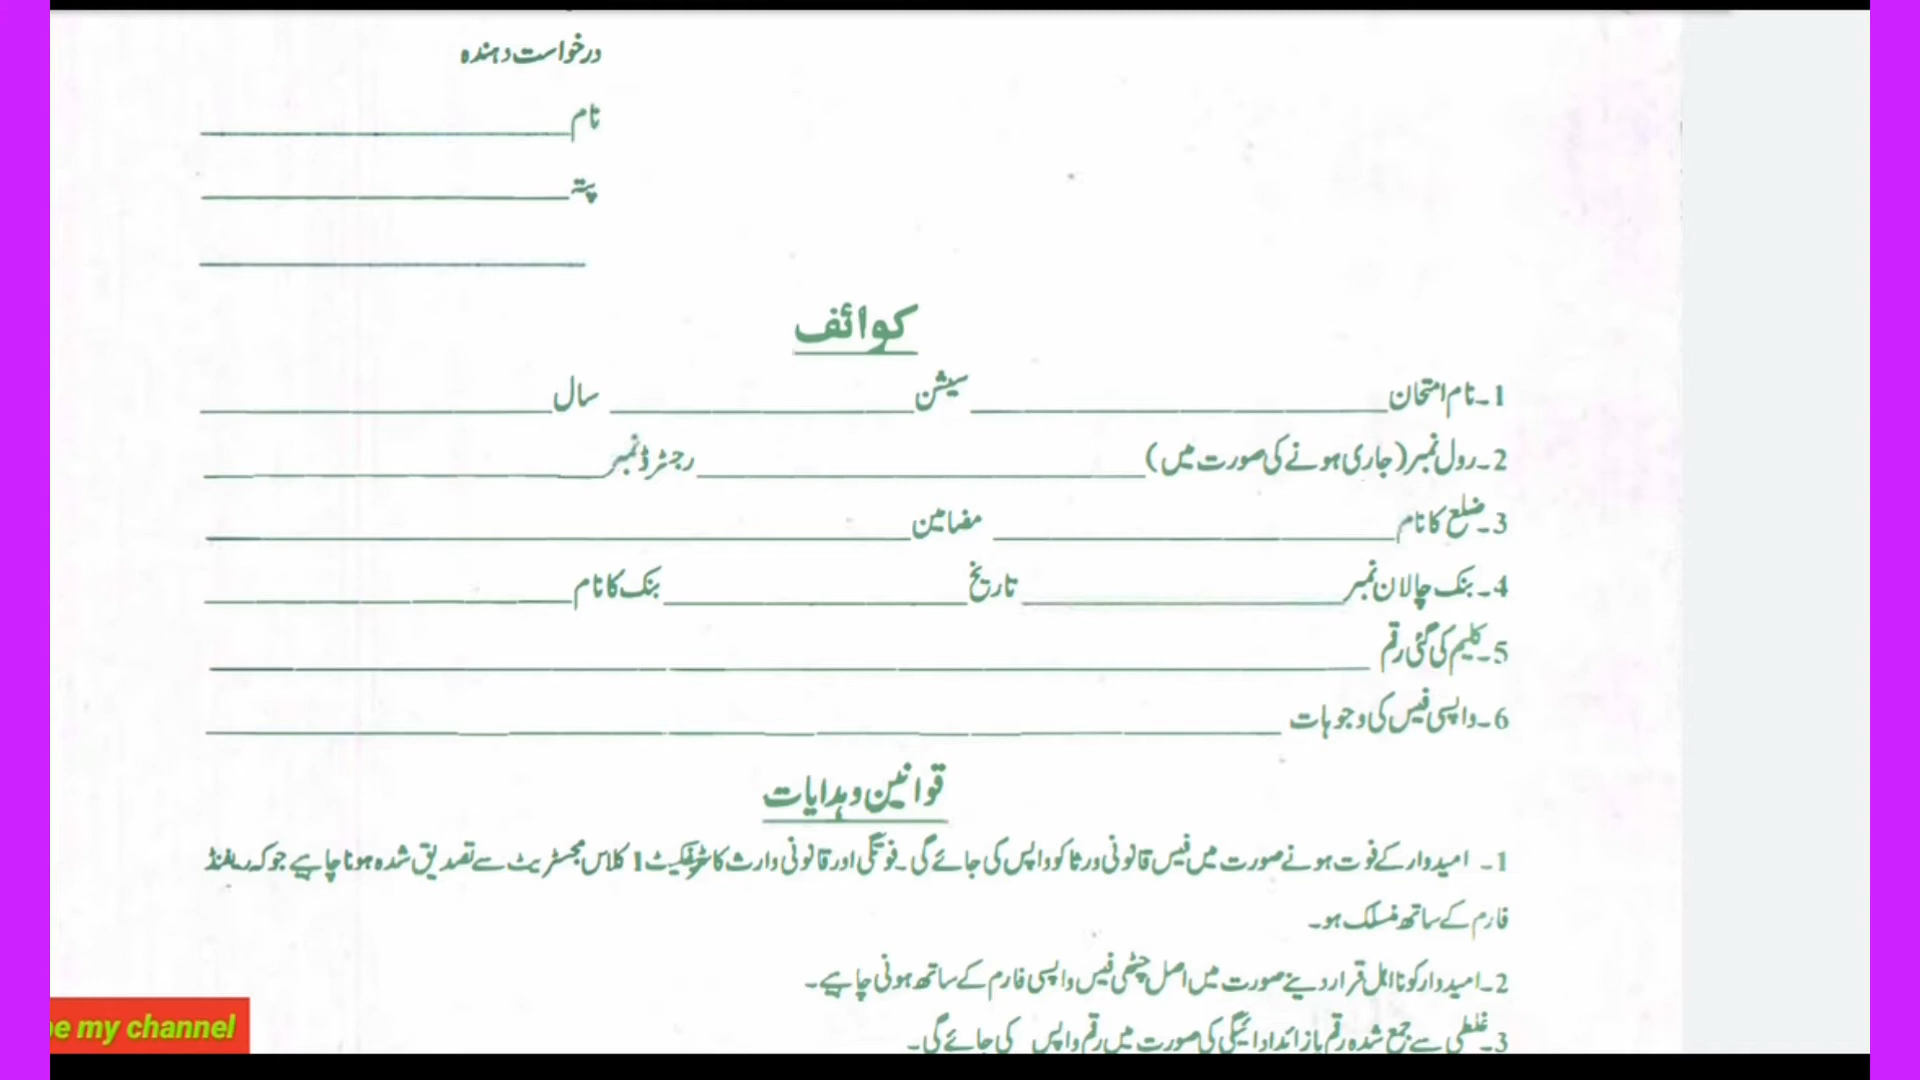 درخواست دہندہ
نام
پتہ
کوائف
1۔ نام امتحان سیشن سال
2۔ رول نمبر (جاری ہونے کی صورت میں) رجسٹرڈ نمبر
3۔ ضلع کا نام مضامین
4۔ بنک چالان نمبر تاریخ بنک کا نام
5۔ کلیم کی گئی رقم
6۔ واپسی فیس کی وجوہات
قوانین و ہدایات
1۔ امیدوار کے فوت ہونے صورت میں فیس قانونی ورثا کو واپس کی جائے گی۔ فوتگی اور قانونی وارث کا سرٹیفکیٹ 1 کلاس مجسٹریٹ سے تصدیق شدہ ہونا چاہیے جو کہ ریفنڈ
فارم کے ساتھ منسلک ہو۔
2۔ امیدوار کو نااہل قرار دینے صورت میں اصل چٹھی فیس واپسی فارم کے ساتھ ہونی چاہیے۔
3۔ غلطی سے جمع شدہ رقم یا زائد ادائیگی کی صورت میں رقم واپس کی جائے گی۔
be my channel